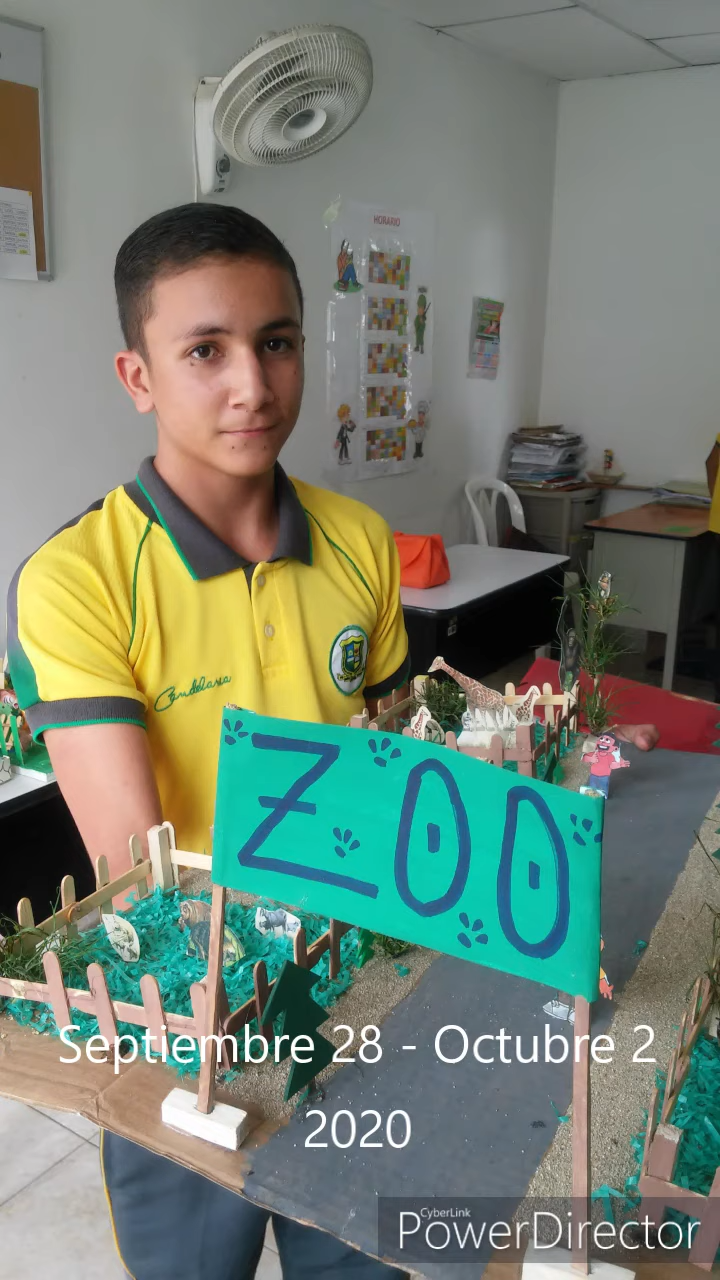 HORARIO
Candelaria
ZOO
Septiembre 28 - Octubre 2
2020
CyberLink
PowerDirector